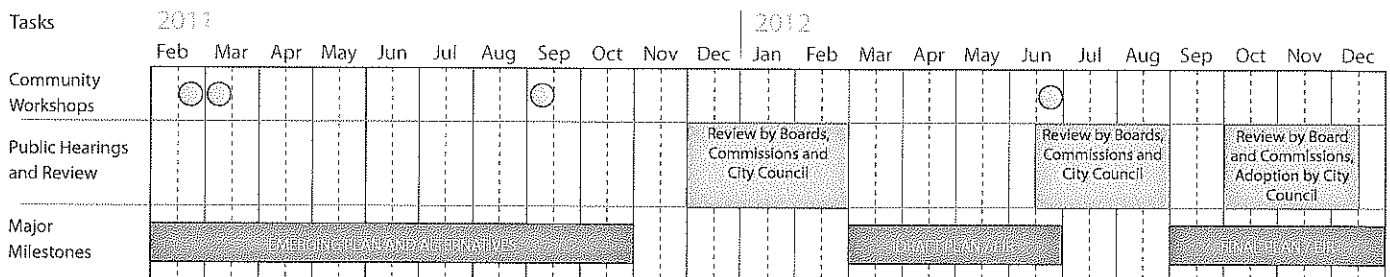 Tasks 2011 2012
Feb Mar Apr May Jun Jul Aug Sep Oct Nov Dec Jan Feb Mar Apr May Jun Jul Aug Sep Oct Nov Dec
Community
Workshops
Public Hearings
and Review
Review by Boards,
Commissions and
City Council
Review by Boards,
Commissions and
City Council
Review by Board
and Commissions,
Adoption by City
Council
Major
Milestones
EMERGING PLAN AND ALTERNATIVES
DRAFT PLAN / EIR
FINAL PLAN / EIR